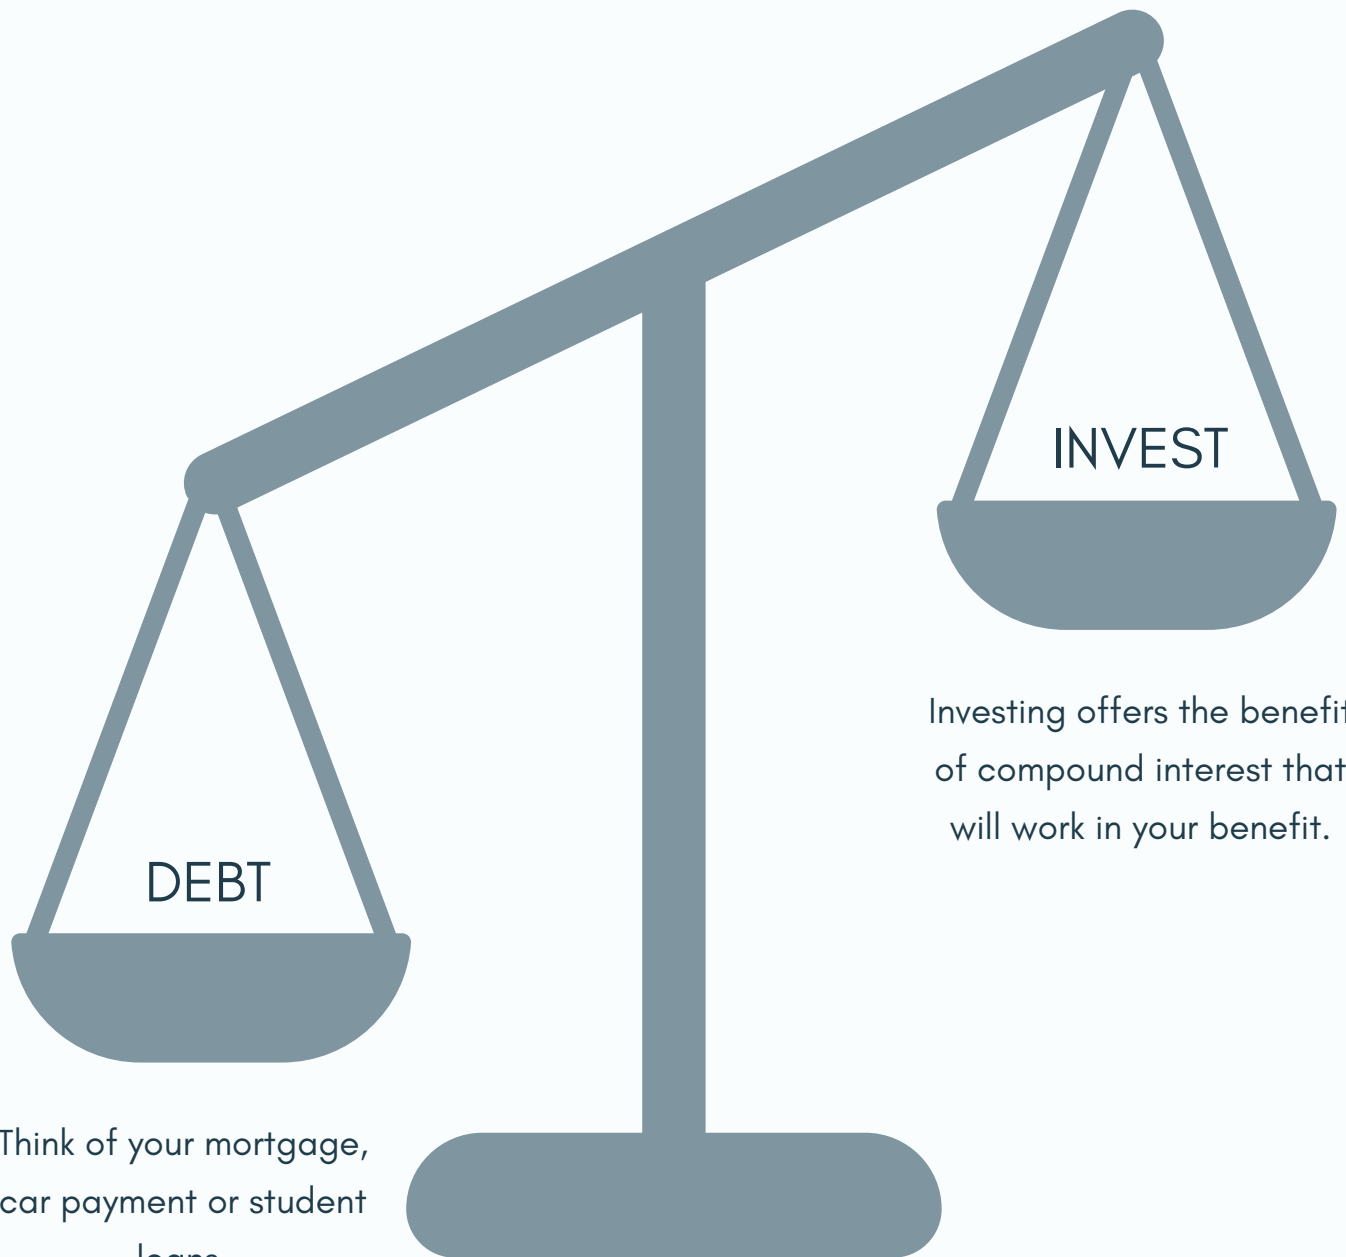 INVEST
Investing offers the benefit
of compound interest that
will work in your benefit.
DEBT
Think of your mortgage,
car payment or student
loans